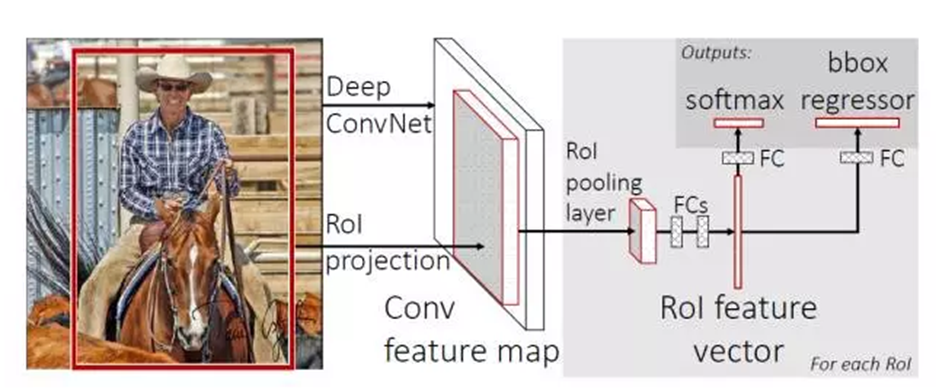 Deep
ConvNet
RoI
projection
Conv
feature map
RoI
pooling
layer
FCs
Outputs:
softmax
bbox
regressor
FC
FC
RoI feature
vector
For each RoI